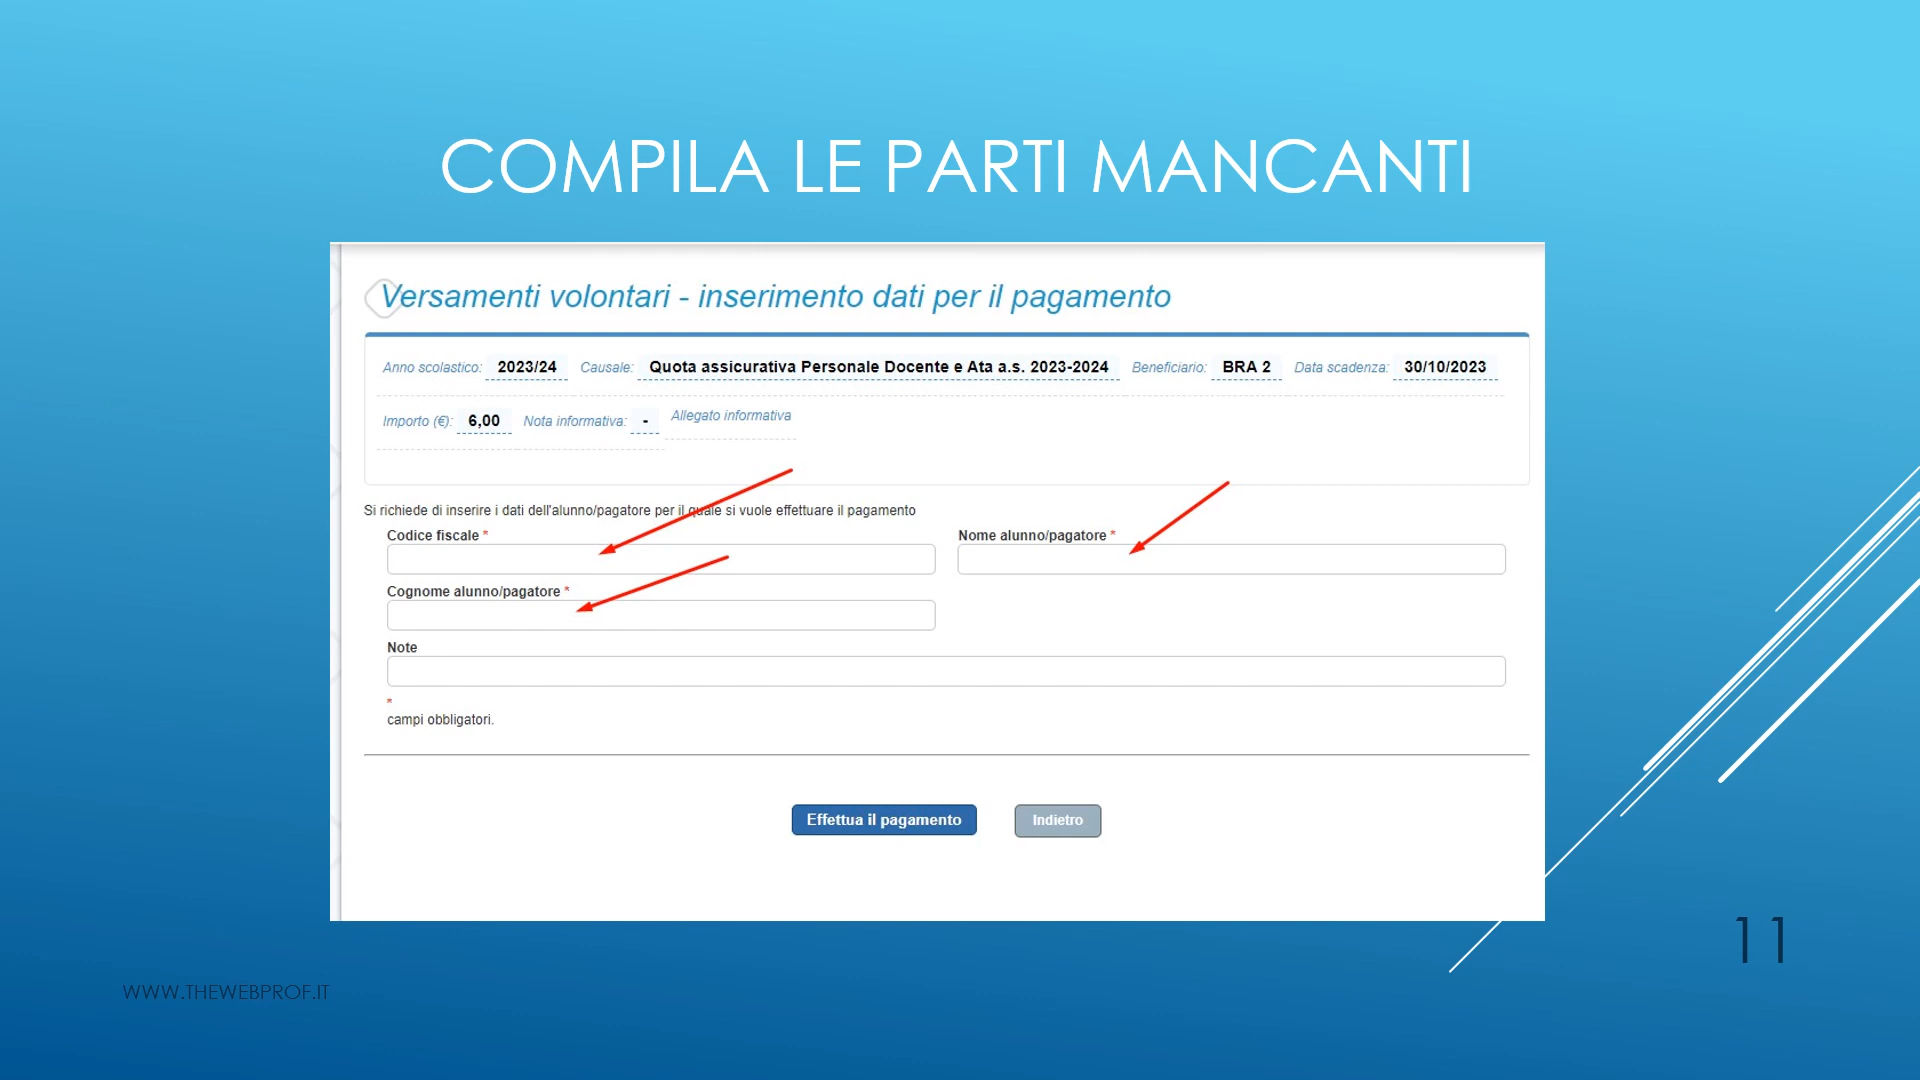 COMPILA LE PARTI MANCANTI
Versamenti volontari - inserimento dati per il pagamento
Anno scolastico: 2023/24 Causale: Quota assicurativa Personale Docente e Ata a.s. 2023-2024 Beneficiario: BRA 2 Data scadenza: 30/10/2023
Importo (€): 6,00 Nota informativa: - Allegato informativa
Si richiede di inserire i dati dell'alunno/pagatore per il quale si vuole effettuare il pagamento
Codice fiscale * Nome alunno/pagatore *
Cognome alunno/pagatore *
Note
*
campi obbligatori.
Effettua il pagamento Indietro
11
WWW.THEWEBPROF.IT